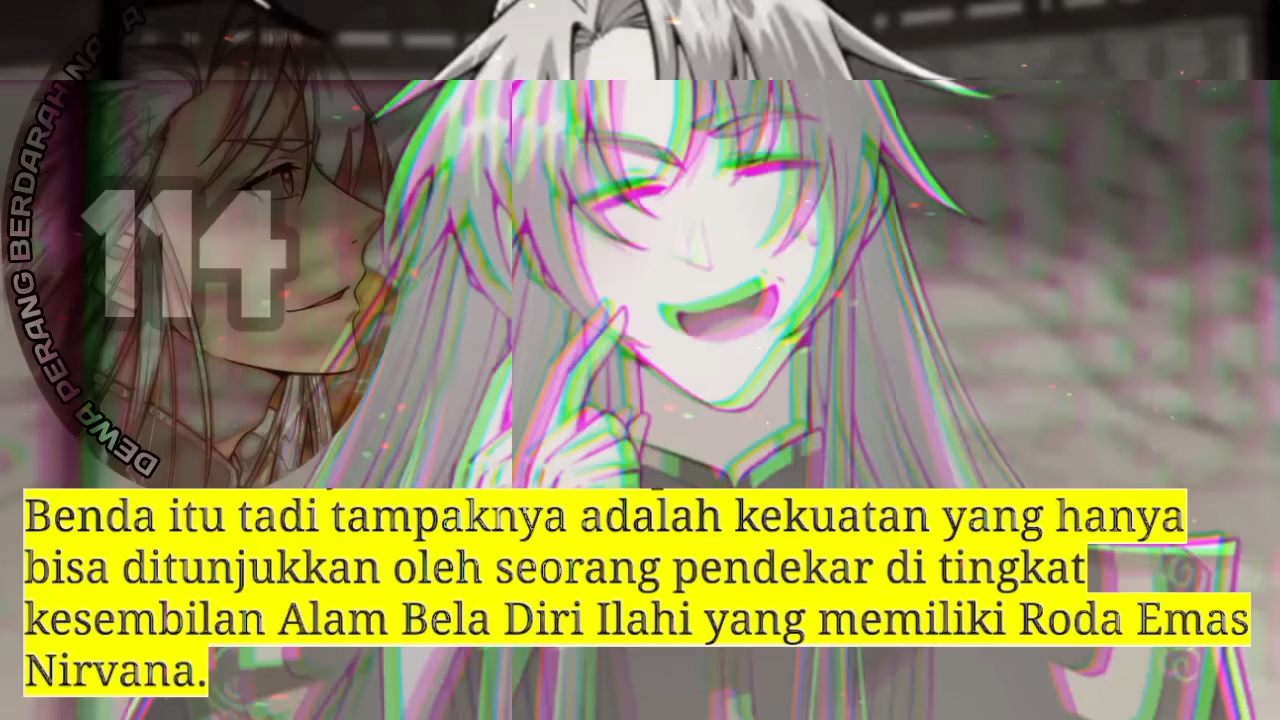 DEWA PERANG BERDARAH NAGA
114
Benda itu tadi tampaknya adalah kekuatan yang hanya
bisa ditunjukkan oleh seorang pendekar di tingkat
kesembilan Alam Bela Diri Ilahi yang memiliki Roda Emas
Nirvana.